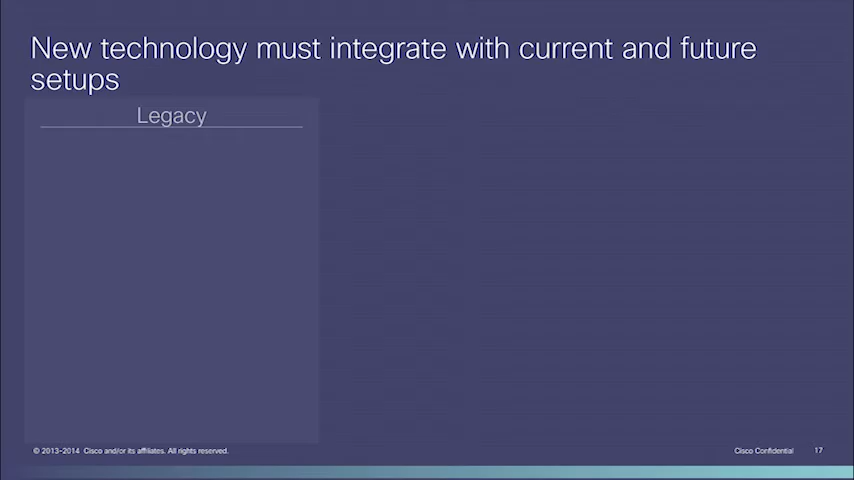 New technology must integrate with current and future
setups
Legacy
© 2013-2014 Cisco and/or its affiliates. All rights reserved.
Cisco Confidential 17